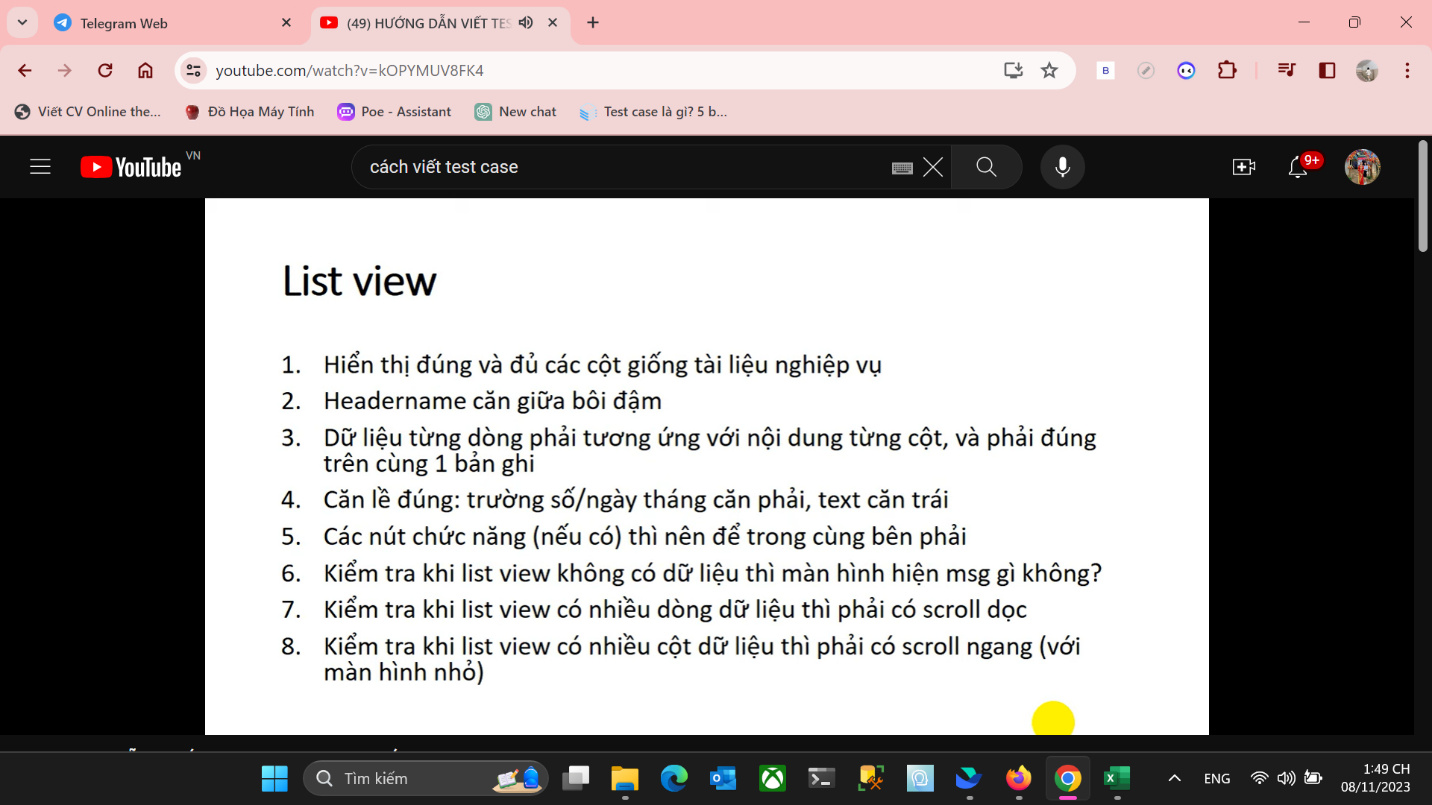 Telegram Web
(49) HƯỚNG DẪN VIẾT TES
youtube.com/watch?v=kOPYMUV8FK4
B
Viết CV Online the...
Đồ Họa Máy Tính
Poe - Assistant
New chat
Test case là gì? 5 b...
YouTube VN
cách viết test case
9+
List view
1. Hiển thị đúng và đủ các cột giống tài liệu nghiệp vụ
2. Headername căn giữa bôi đậm
3. Dữ liệu từng dòng phải tương ứng với nội dung từng cột, và phải đúng
trên cùng 1 bản ghi
4. Căn lề đúng: trường số/ngày tháng căn phải, text căn trái
5. Các nút chức năng (nếu có) thì nên để trong cùng bên phải
6. Kiểm tra khi list view không có dữ liệu thì màn hình hiện msg gì không?
7. Kiểm tra khi list view có nhiều dòng dữ liệu thì phải có scroll dọc
8. Kiểm tra khi list view có nhiều cột dữ liệu thì phải có scroll ngang (với
màn hình nhỏ)
Tìm kiếm
ENG
1:49 CH
08/11/2023